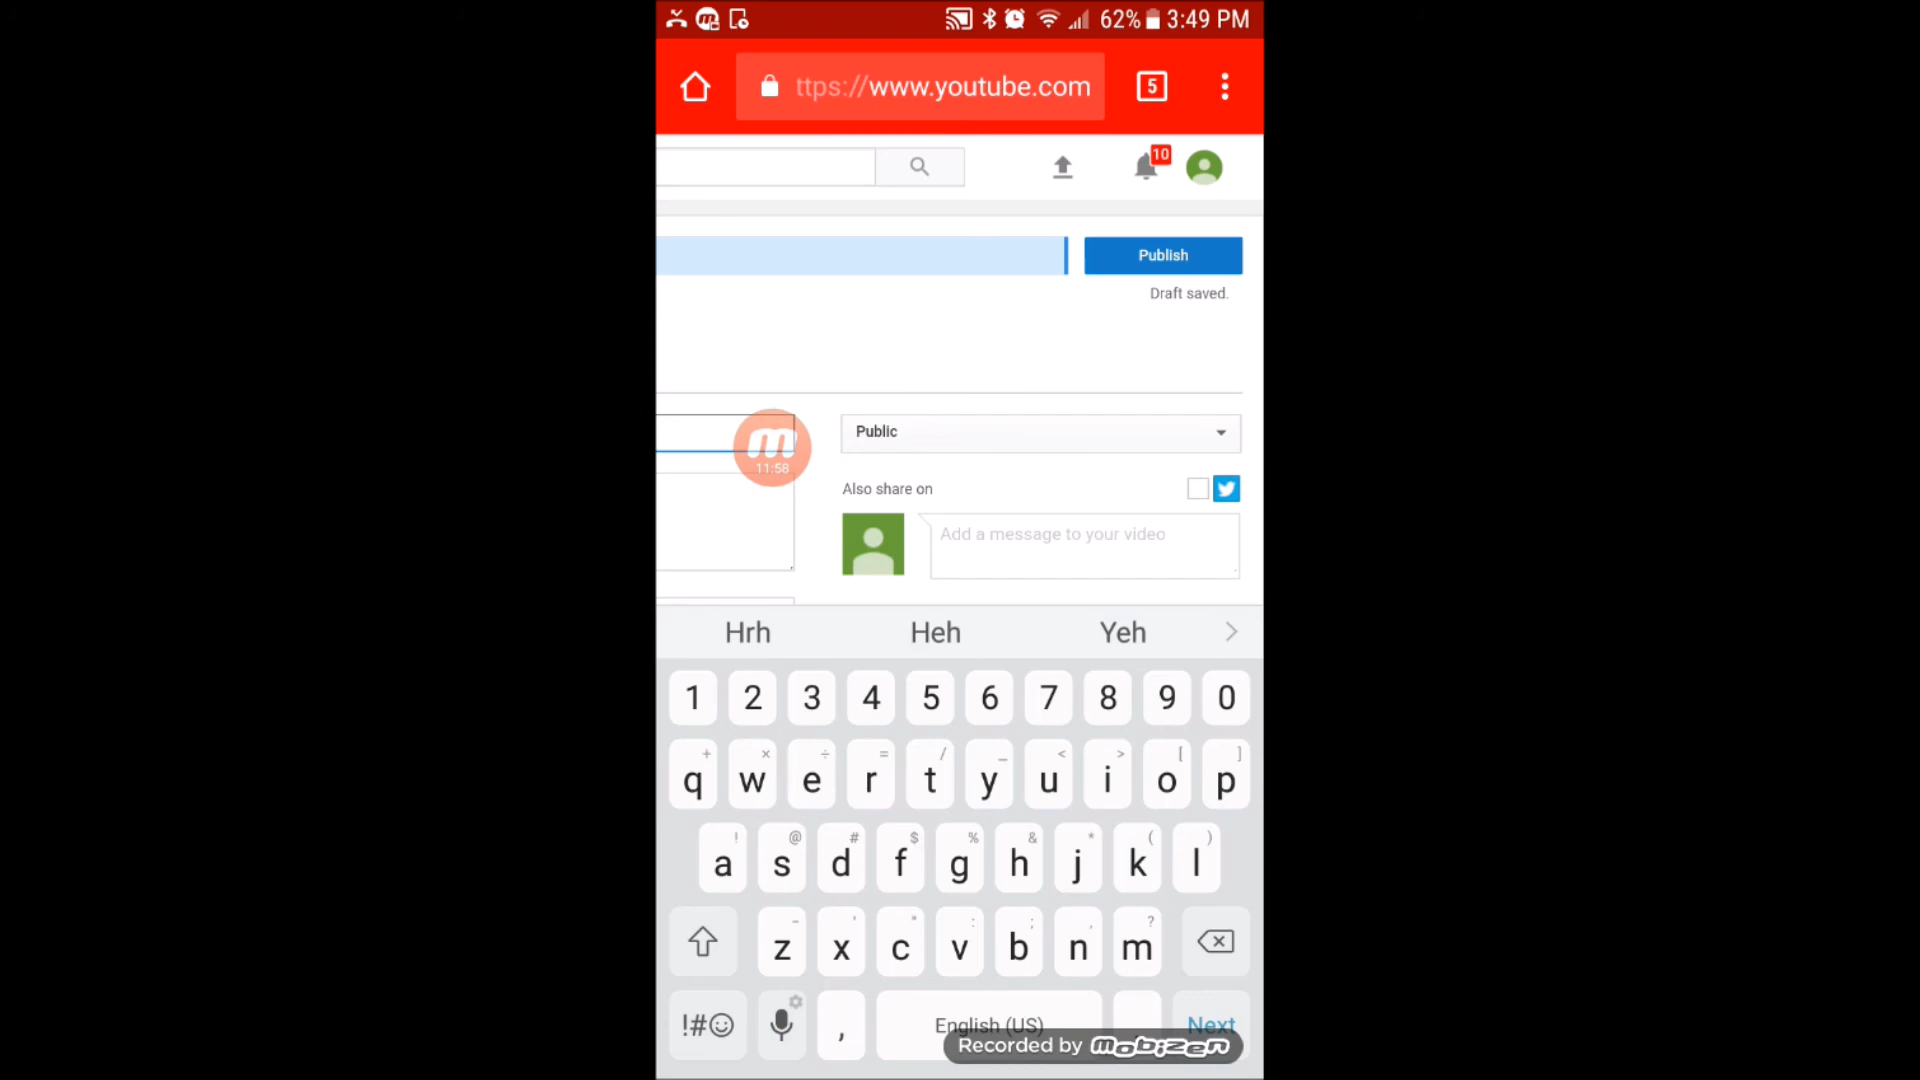 62% 3:49 PM
ttps://www.youtube.com 5
10
Publish
Draft saved.
Public
m
11:58
Also share on
Add a message to your video
Hrh Heh Yeh
1 2 3 4 5 6 7 8 9 0
+ × ÷ = / _ < > [ ]
q w e r t y u i o p
! @ # $ % & * ( )
a s d f g h j k l
- ' " : ; , ?
z x c v b n m
!#☺ , English (US) Next
Recorded by mobizen